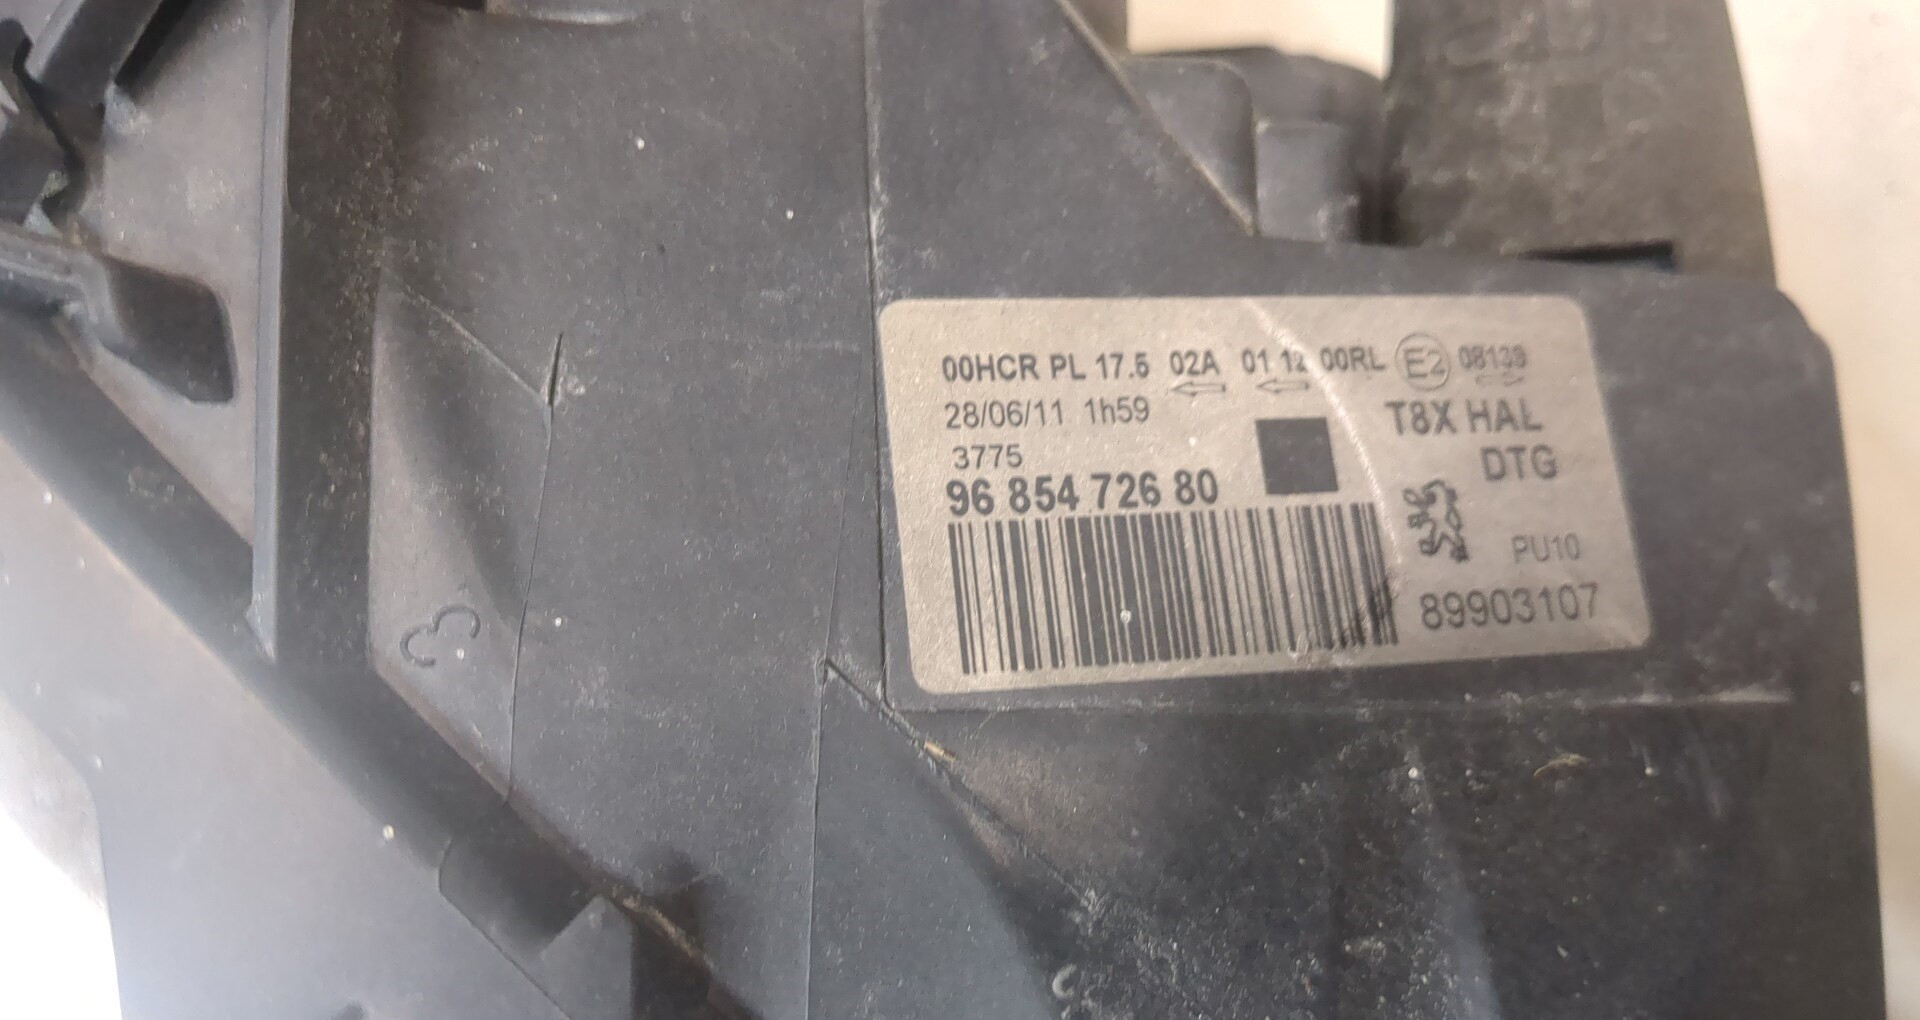 00HCR PL 17.5 02A 01 12 00RL E2 08139
28/06/11 1h59
T8X HAL
3775
DTG
96 854 726 80
PU10
89903107
3